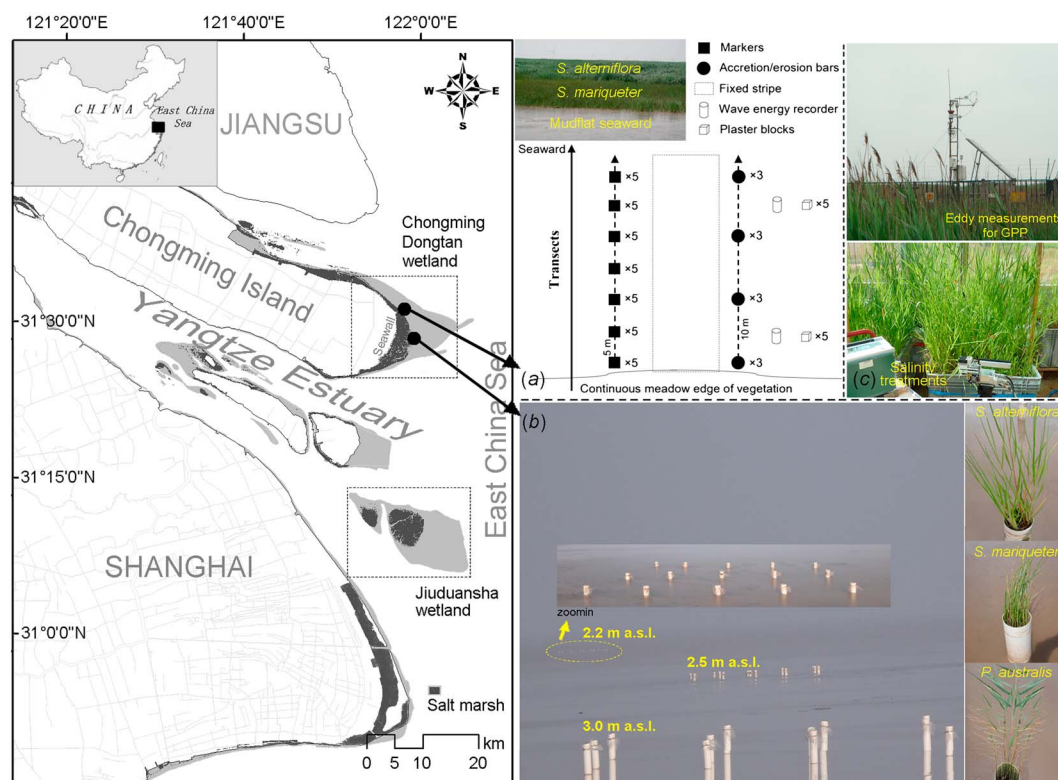 121°20'0"E
121°40'0"E
122°0'0"E
CHINA
East China
Sea
JIANGSU
N
W
E
S
Chongming
Dongtan
wetland
Chongming Island
Seawall
31°30'0"N
Yangtze Estuary
East China Sea
31°15'0"N
SHANGHAI
Jiuduansha
wetland
31°0'0"N
Salt marsh
km
0 5 10 20
S. alterniflora
S. mariqueter
Mudflat seaward
Markers
Accretion/erosion bars
Fixed stripe
Wave energy recorder
Plaster blocks
Seaward
Transects
×5
×3
×5
×5
×5
×3
×5
×5
×3
×5
×5
×5
×3
5 m
10 m
(a)
Continuous meadow edge of vegetation
Eddy measurements
for GPP
(c)
Salinity
treatments
(b)
zoomin
2.2 m a.s.l.
2.5 m a.s.l.
3.0 m a.s.l.
S. alterniflora
S. mariqueter
P. australis